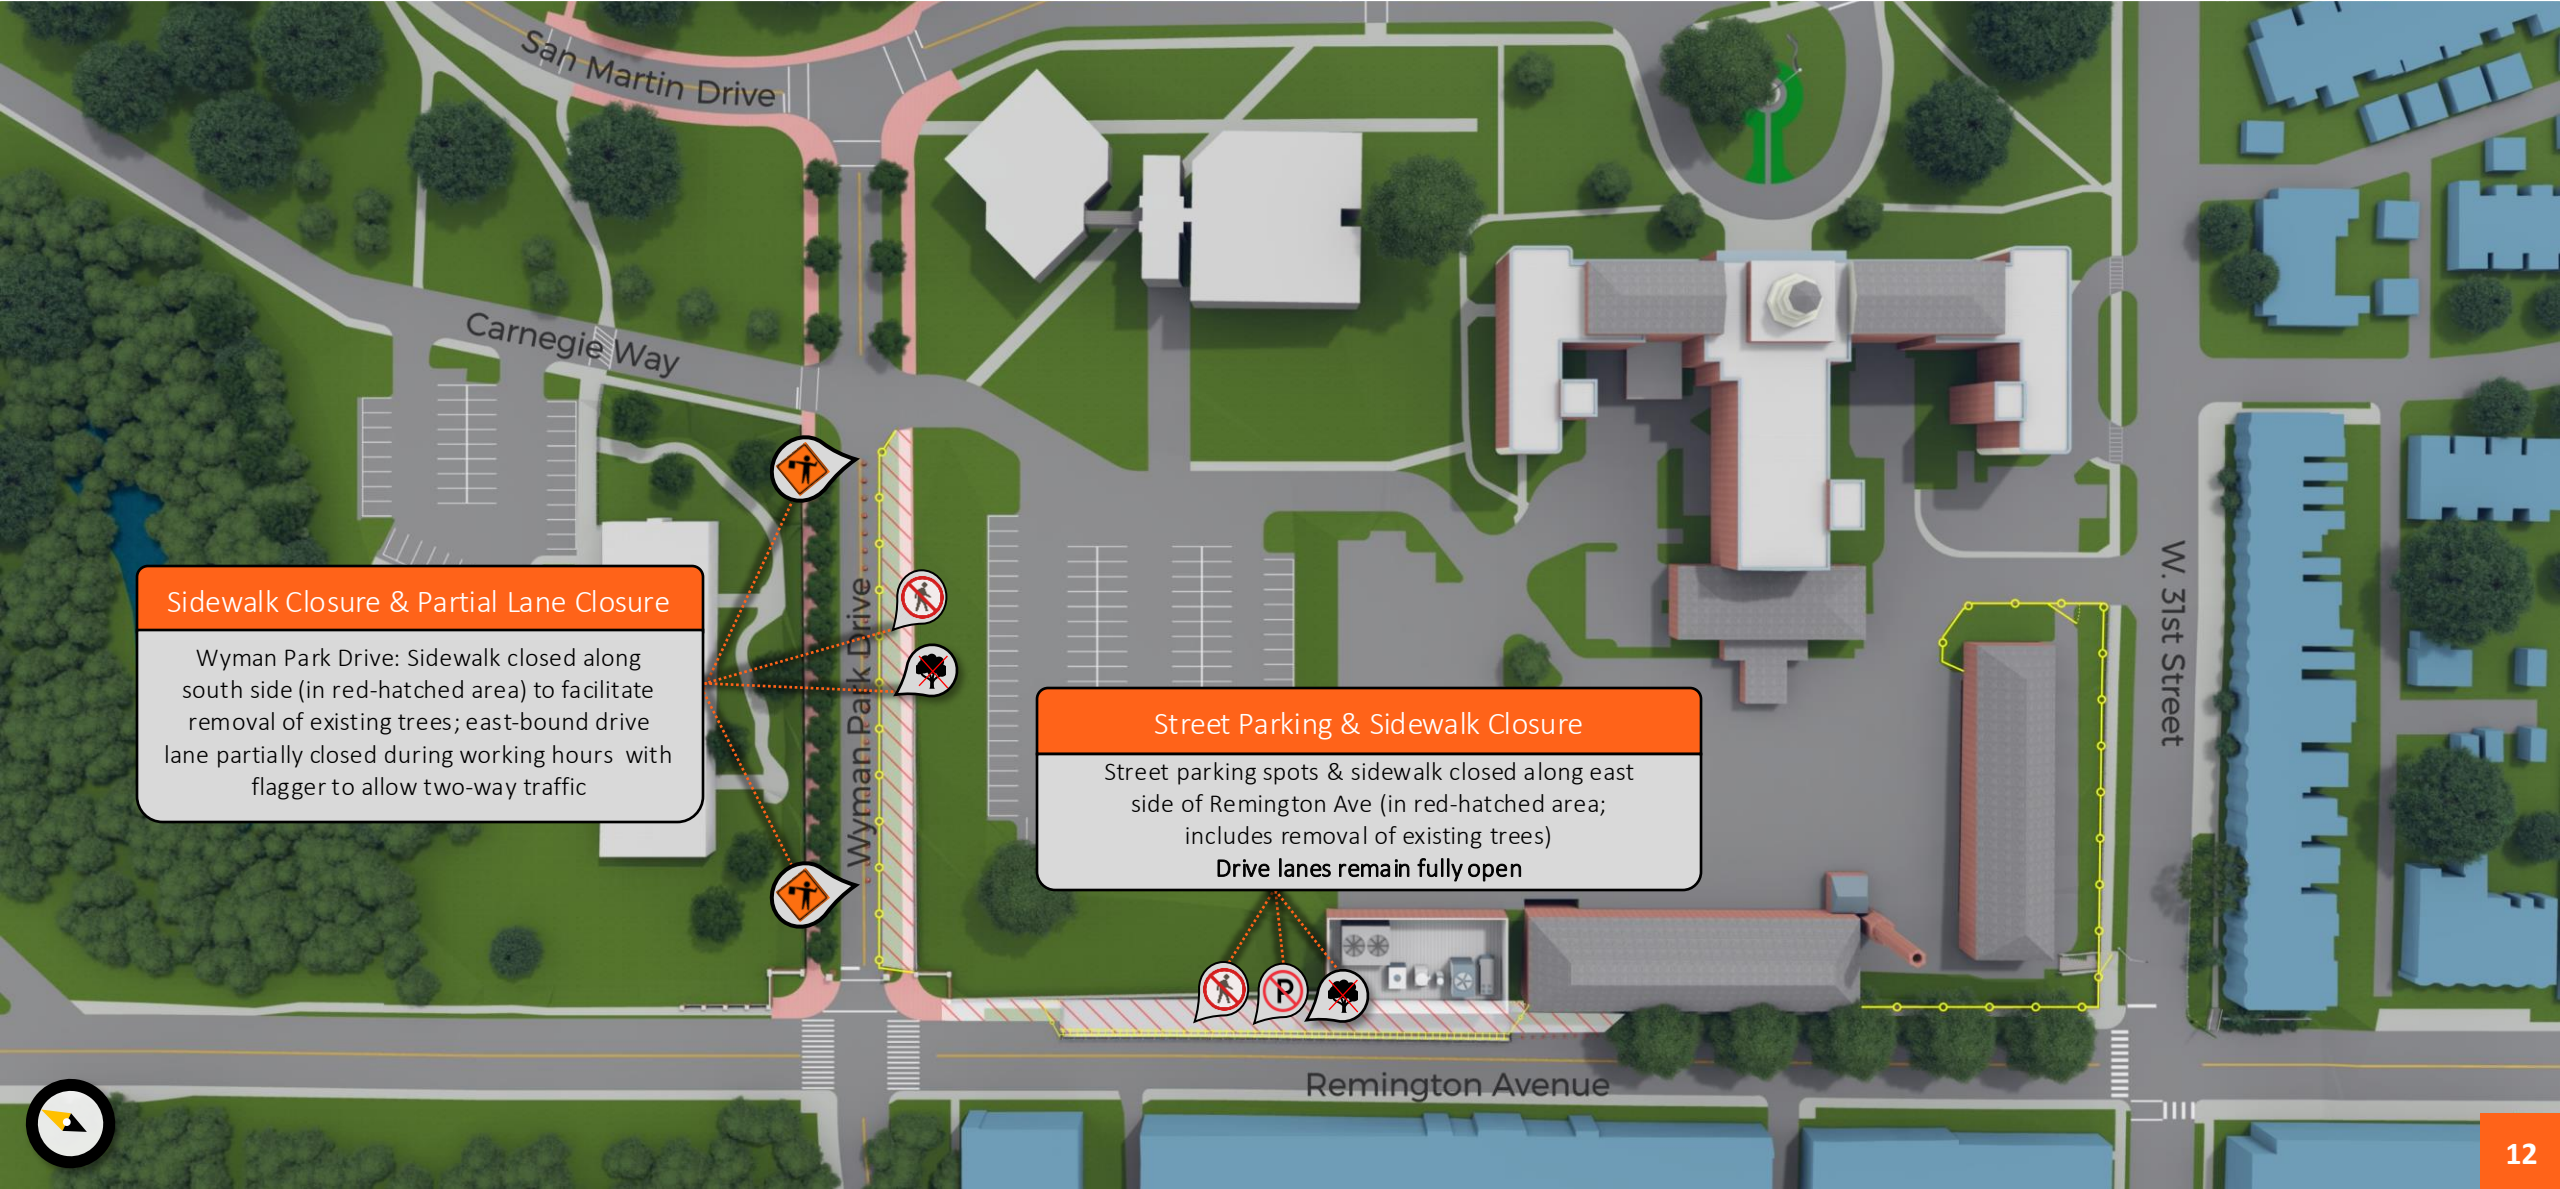 San Martin Drive
Carnegie Way
Sidewalk Closure & Partial Lane Closure
Wyman Park Drive: Sidewalk closed along
south side (in red-hatched area) to facilitate
removal of existing trees; east-bound drive
lane partially closed during working hours with
flagger to allow two-way traffic
Wyman Park Drive
Street Parking & Sidewalk Closure
Street parking spots & sidewalk closed along east
side of Remington Ave (in red-hatched area;
includes removal of existing trees)
Drive lanes remain fully open
W. 31st Street
P
Remington Avenue
12